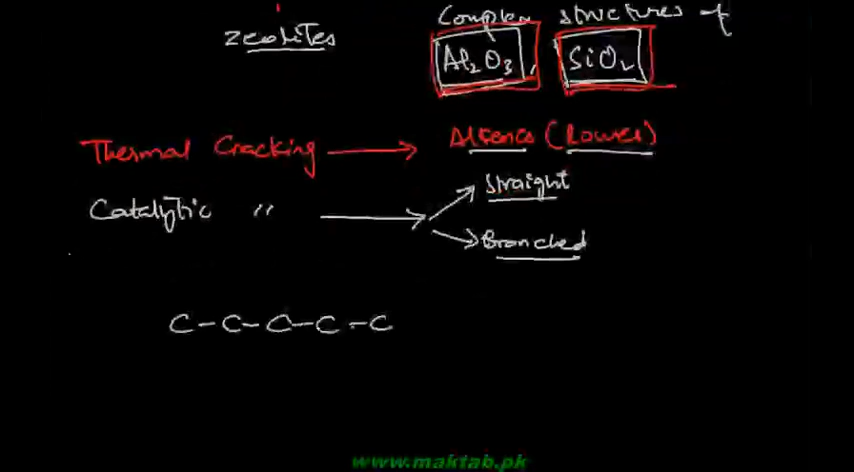 Complex structures of
zeolites Al₂O₃, SiO₂
Thermal Cracking → Alkenes (Lower)
Straight
Catalytic " →
Branched
C-C-C-C-C
www.maktab.pk